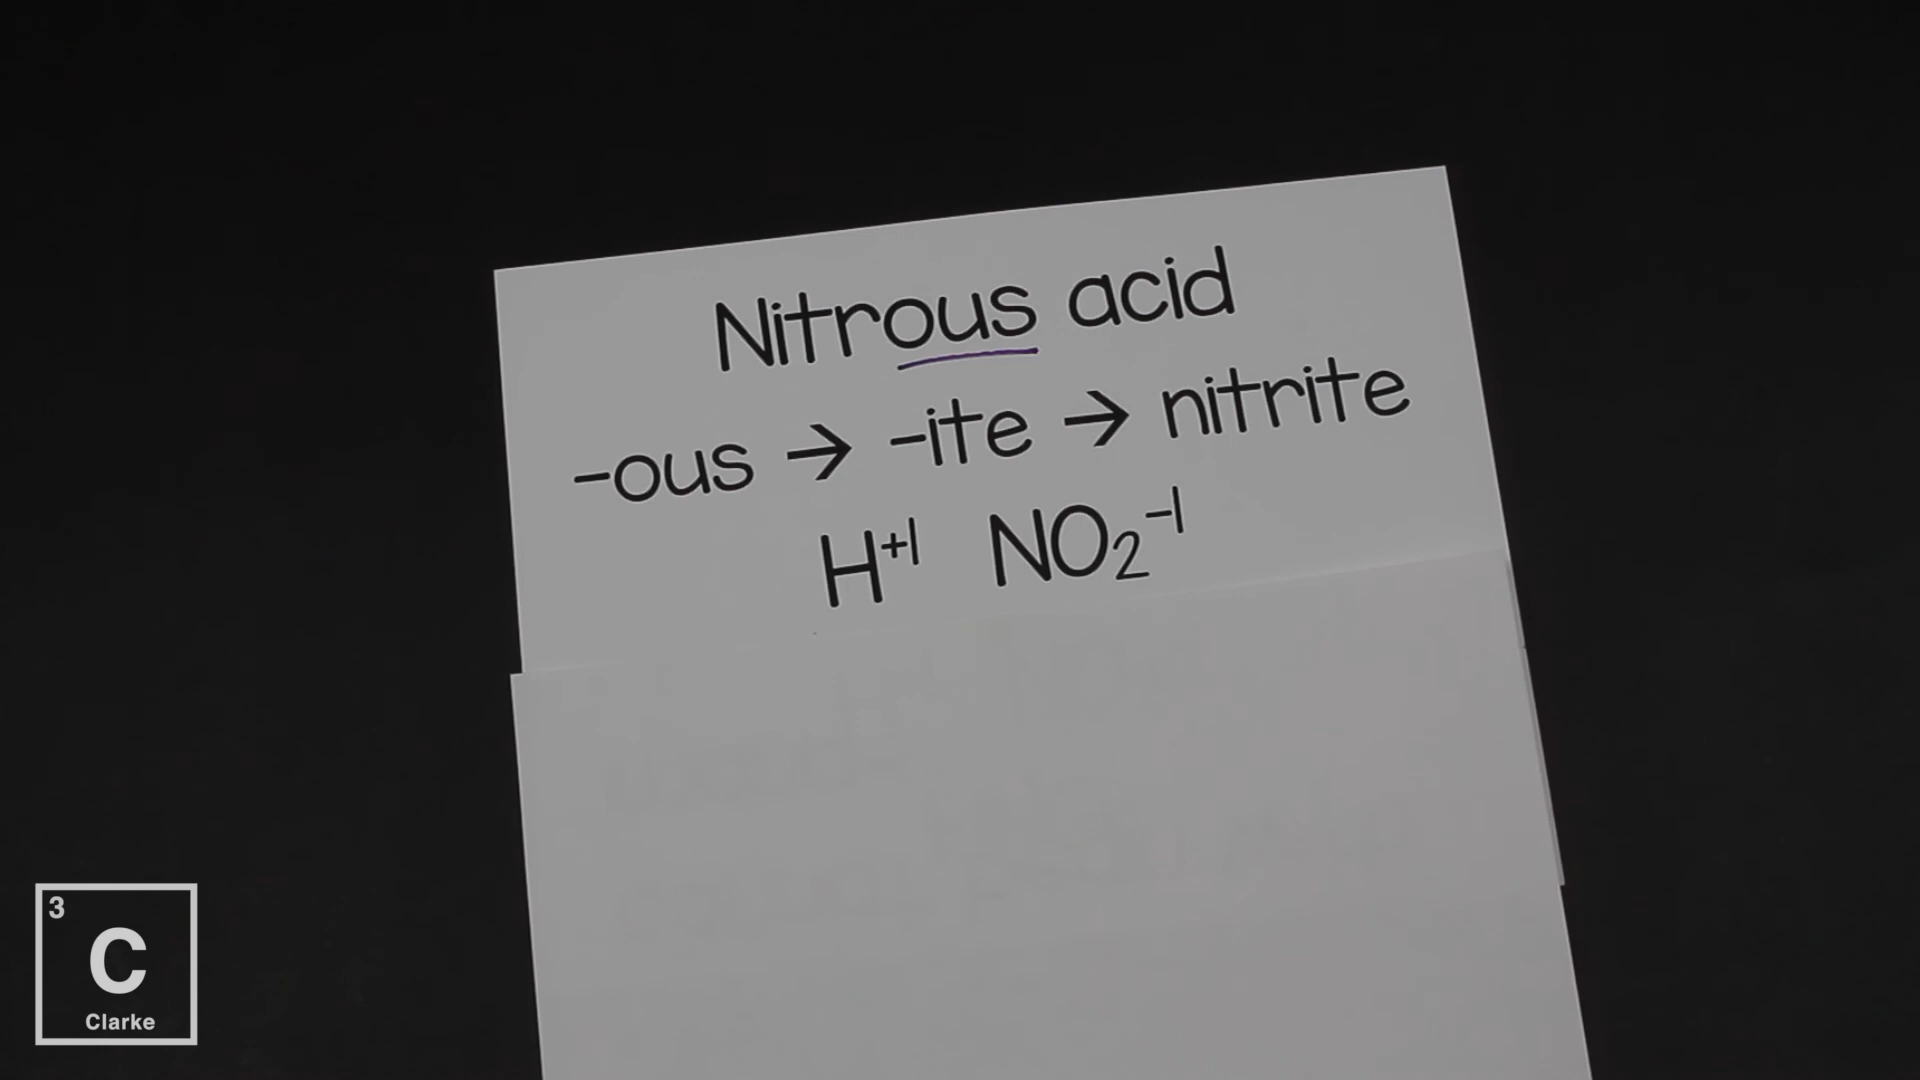 Nitrous acid
-ous → -ite → nitrite
H⁺¹ NO₂⁻¹
3
C
Clarke